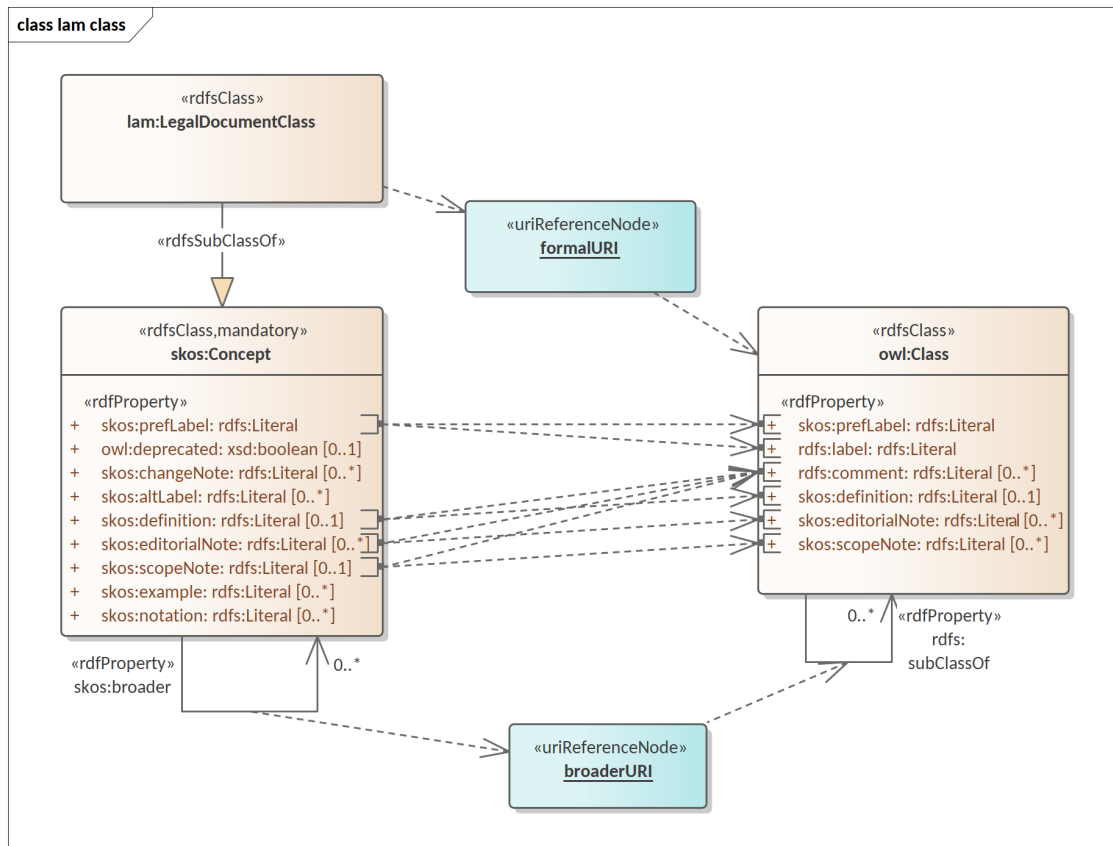 class lam class
«rdfsClass»
lam:LegalDocumentClass
«rdfsSubClassOf»
«uriReferenceNode»
formalURI
«rdfsClass,mandatory»
skos:Concept
«rdfProperty»
+ skos:prefLabel: rdfs:Literal
+ owl:deprecated: xsd:boolean [0..1]
+ skos:changeNote: rdfs:Literal [0..*]
+ skos:altLabel: rdfs:Literal [0..*]
+ skos:definition: rdfs:Literal [0..1]
+ skos:editorialNote: rdfs:Literal [0..*]
+ skos:scopeNote: rdfs:Literal [0..1]
+ skos:example: rdfs:Literal [0..*]
+ skos:notation: rdfs:Literal [0..*]
«rdfsClass»
owl:Class
«rdfProperty»
+ skos:prefLabel: rdfs:Literal
+ rdfs:label: rdfs:Literal
+ rdfs:comment: rdfs:Literal [0..*]
+ skos:definition: rdfs:Literal [0..1]
+ skos:editorialNote: rdfs:Literal [0..*]
+ skos:scopeNote: rdfs:Literal [0..*]
«rdfProperty»
skos:broader
0..*
0..*
«rdfProperty»
rdfs:
subClassOf
«uriReferenceNode»
broaderURI